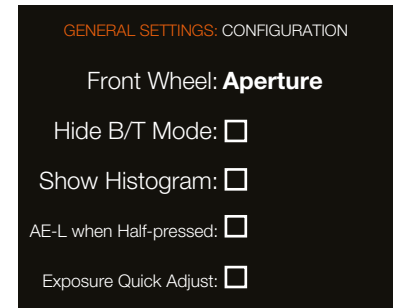 GENERAL SETTINGS: CONFIGURATION
Front Wheel: Aperture
Hide B/T Mode:
Show Histogram:
AE-L when Half-pressed:
Exposure Quick Adjust: